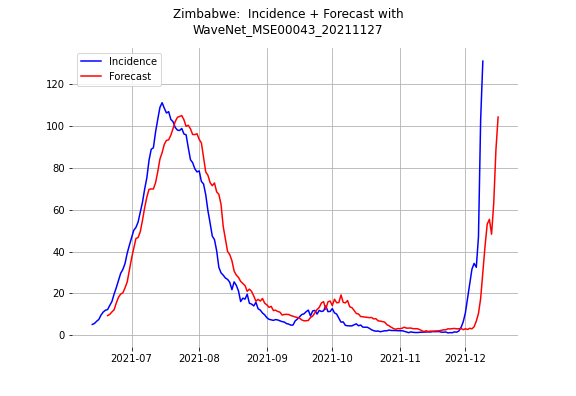 Zimbabwe:  Incidence + Forecast with
WaveNet_MSE00043_20211127
Incidence
Forecast
120
100
80
60
40
20
0
2021-07 2021-08 2021-09 2021-10 2021-11 2021-12